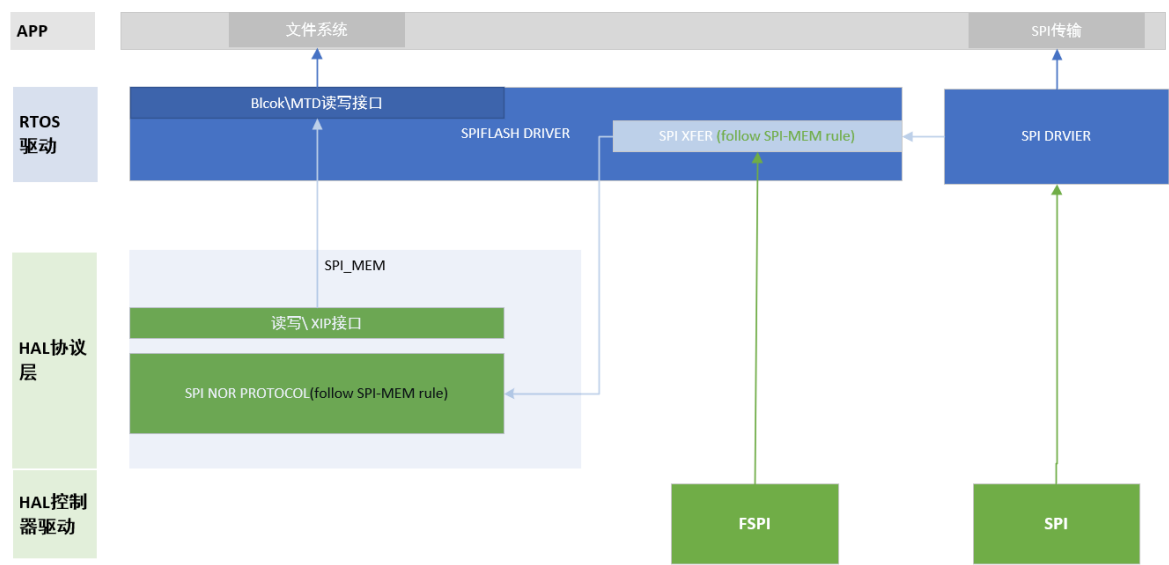 APP
文件系统
SPI传输
RTOS
驱动
Blcok\MTD读写接口
SPIFLASH DRIVER
SPI XFER (follow SPI-MEM rule)
SPI DRVIER
HAL协议
层
SPI_MEM
读写\ XIP接口
SPI NOR PROTOCOL(follow SPI-MEM rule)
HAL控制
器驱动
FSPI
SPI